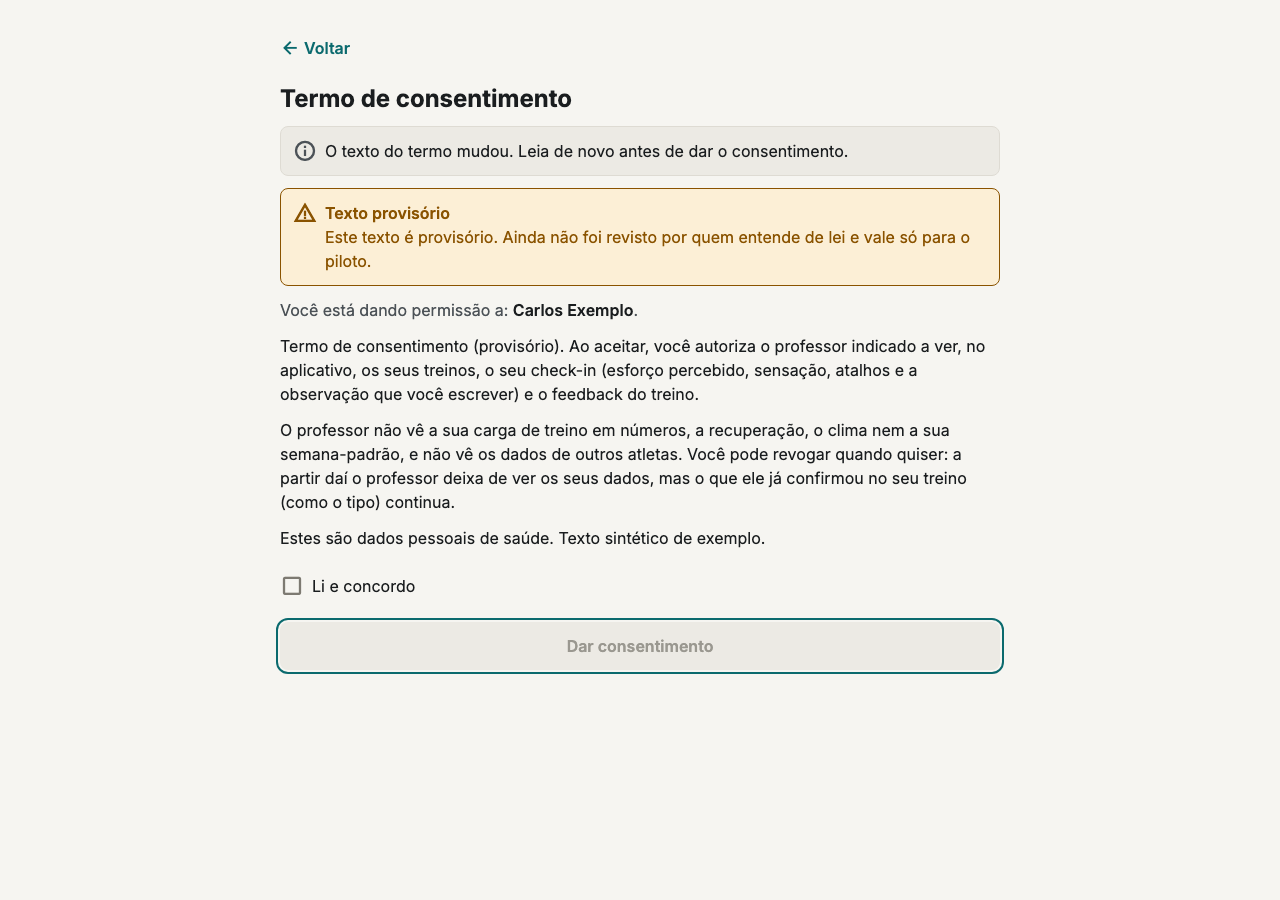 Voltar
Termo de consentimento
O texto do termo mudou. Leia de novo antes de dar o consentimento.
Texto provisório
Este texto é provisório. Ainda não foi revisto por quem entende de lei e vale só para o
piloto.
Você está dando permissão a: Carlos Exemplo.
Termo de consentimento (provisório). Ao aceitar, você autoriza o professor indicado a ver, no
aplicativo, os seus treinos, o seu check-in (esforço percebido, sensação, atalhos e a
observação que você escrever) e o feedback do treino.
O professor não vê a sua carga de treino em números, a recuperação, o clima nem a sua
semana-padrão, e não vê os dados de outros atletas. Você pode revogar quando quiser: a
partir daí o professor deixa de ver os seus dados, mas o que ele já confirmou no seu treino
(como o tipo) continua.
Estes são dados pessoais de saúde. Texto sintético de exemplo.
Li e concordo
Dar consentimento